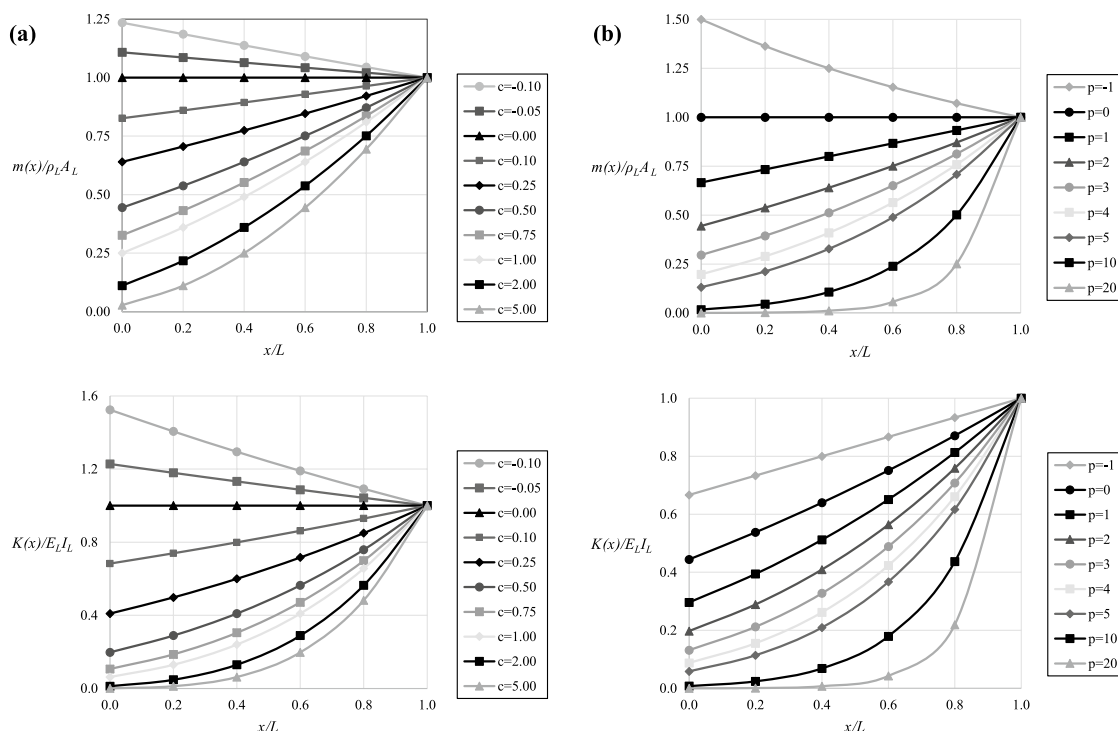 (a)
1.25
1.00
0.75
0.50
0.25
0.00
m(x)/ρLAL
0.0 0.2 0.4 0.6 0.8 1.0
x/L
c=-0.10
c=-0.05
c=0.00
c=0.10
c=0.25
c=0.50
c=0.75
c=1.00
c=2.00
c=5.00
(b)
1.50
1.25
1.00
0.75
0.50
0.25
0.00
m(x)/ρLAL
0.0 0.2 0.4 0.6 0.8 1.0
x/L
p=-1
p=0
p=1
p=2
p=3
p=4
p=5
p=10
p=20
1.6
1.2
0.8
0.4
0.0
K(x)/ELIL
0.0 0.2 0.4 0.6 0.8 1.0
x/L
c=-0.10
c=-0.05
c=0.00
c=0.10
c=0.25
c=0.50
c=0.75
c=1.00
c=2.00
c=5.00
1.0
0.8
0.6
0.4
0.2
0.0
K(x)/ELIL
0.0 0.2 0.4 0.6 0.8 1.0
x/L
p=-1
p=0
p=1
p=2
p=3
p=4
p=5
p=10
p=20